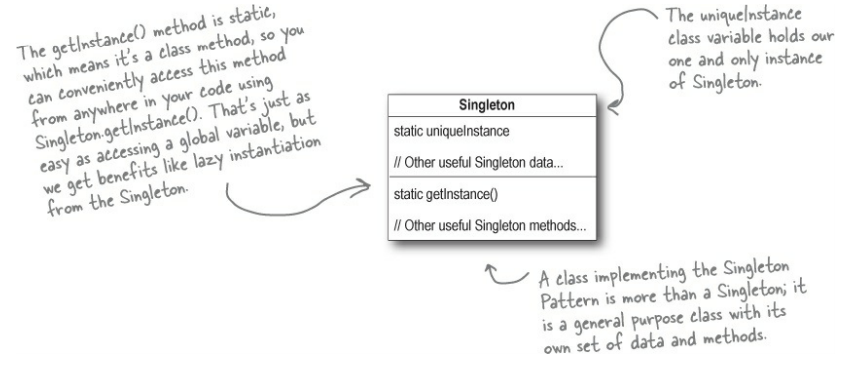 The getInstance() method is static,
which means it's a class method, so you
can conveniently access this method
from anywhere in your code using
Singleton.getInstance(). That's just as
easy as accessing a global variable, but
we get benefits like lazy instantiation
from the Singleton.
The uniqueInstance
class variable holds our
one and only instance
of Singleton.
Singleton
static uniqueInstance
// Other useful Singleton data...
static getInstance()
// Other useful Singleton methods...
A class implementing the Singleton
Pattern is more than a Singleton; it
is a general purpose class with its
own set of data and methods.